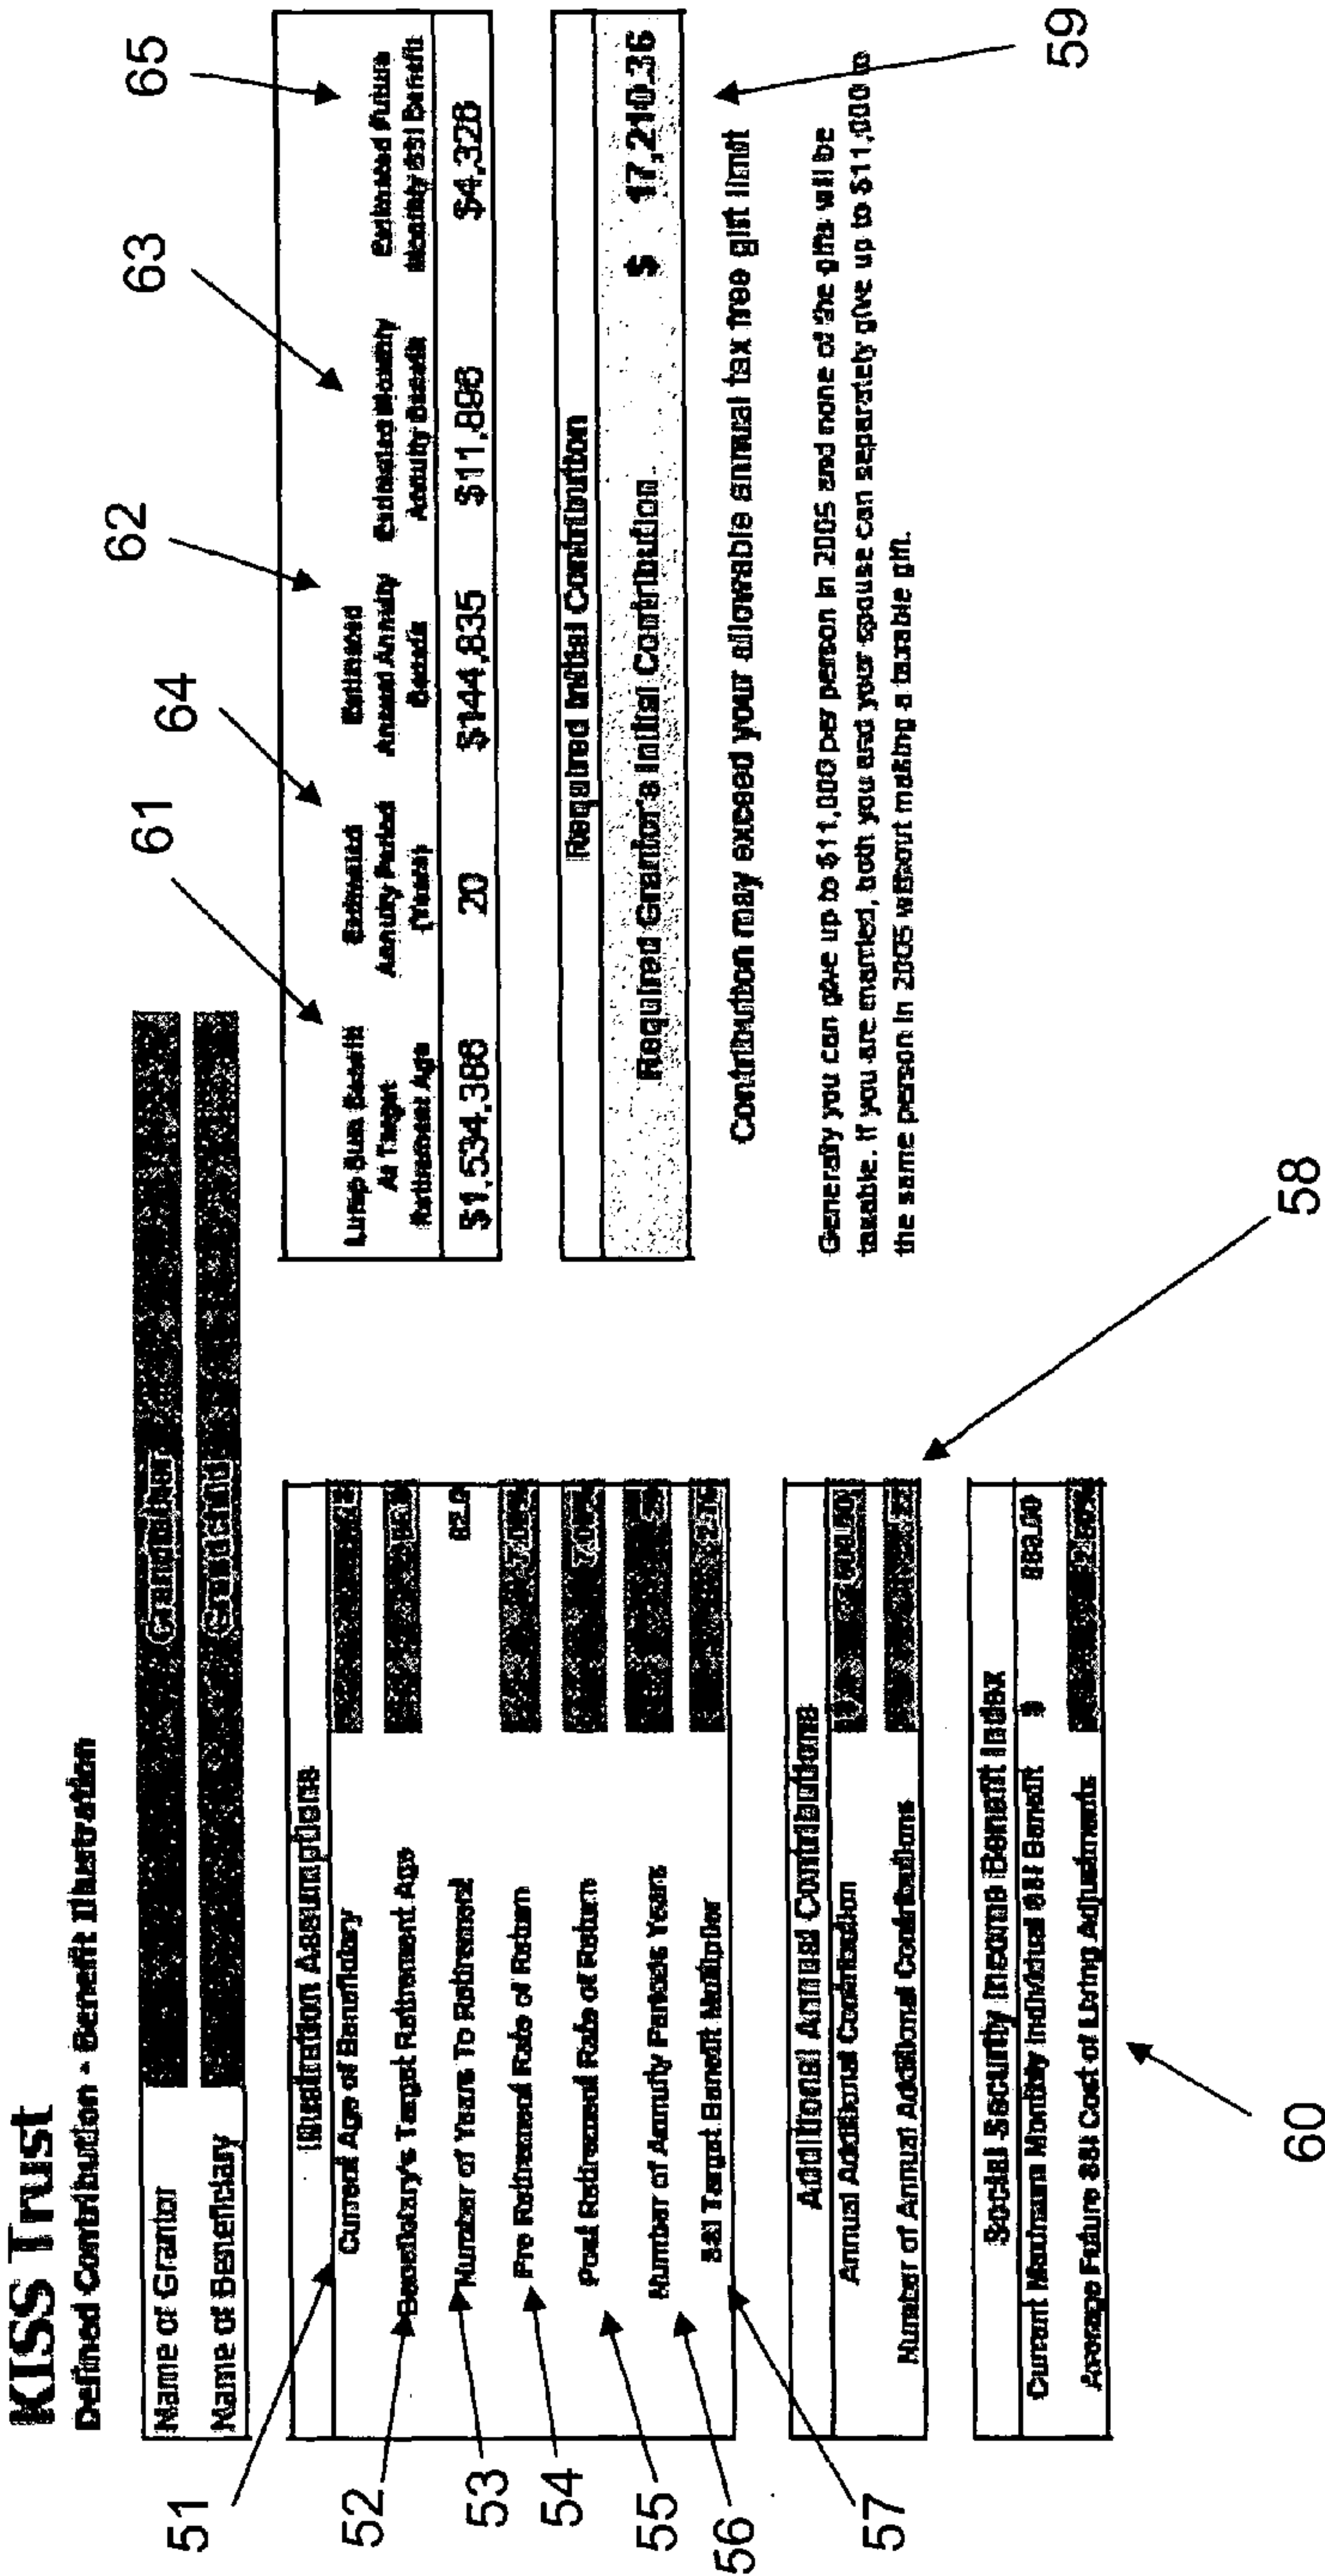 KISS Trust
Defined Contribution - Benefit Illustration
Name of Grantor Grandmother
Name of Beneficiary Grandchild
Illustration Assumptions
51 Current Age of Beneficiary
52 Beneficiary's Target Retirement Age
53 Number of Years To Retirement 62.0
54 Pre Retirement Rate of Return 7.00%
55 Post Retirement Rate of Return 7.00%
56 Number of Annuity Period Years
57 SSI Target Benefit Multiplier
Additional Annual Contributions
58
Annual Additional Contribution
Number of Annual Additional Contributions
Social Security Income Benefit Index
60
Current Maximum Monthly Individual SSI Benefit $
Average Future SSI Cost of Living Adjustments
61 64 62 63 65
Lump Sum Benefit At Target Retirement Age
Estimated Annuity Period (Years)
Estimated Annual Annuity Benefit
Estimated Monthly Annuity Benefit
Estimated Future Monthly SSI Benefit
20 $4,328
Required Initial Contribution
Required Grantor's Initial Contribution $ 17,210.36
59
Contribution may exceed your allowable annual tax free gift limit
Generally you can give up to $11,000 per person in 2005 and none of the gifts will be
taxable. If you are married, both you and your spouse can separately give up to $11,000 to
the same person in 2005 without making a taxable gift.